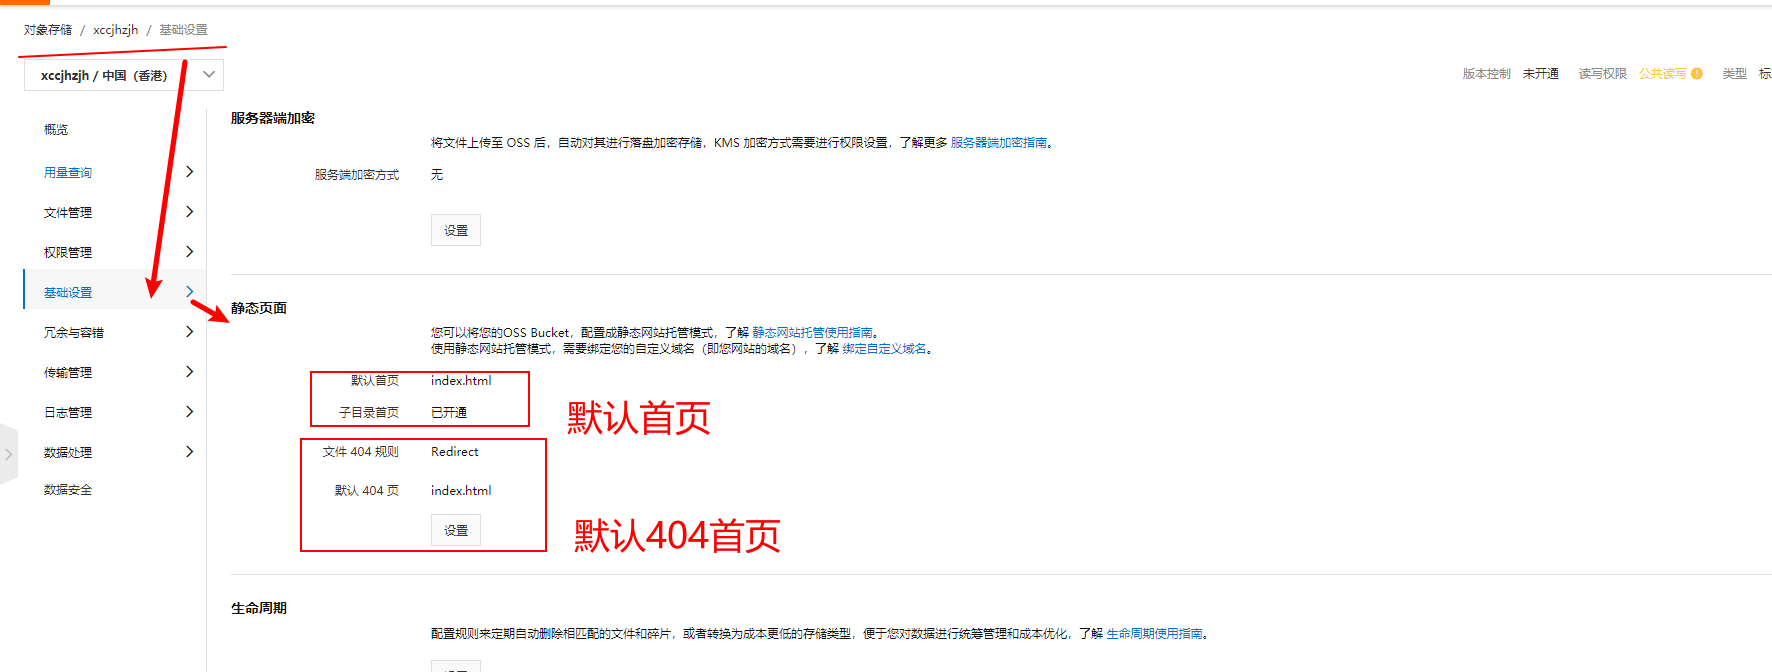 对象存储 / xccjhzjh / 基础设置
xccjhzjh / 中国（香港）
版本控制 未开通 读写权限 公共读写 类型
概览
用量查询
文件管理
权限管理
基础设置
冗余与容错
传输管理
日志管理
数据处理
数据安全
服务器端加密
将文件上传至 OSS 后，自动对其进行落盘加密存储，KMS 加密方式需要进行权限设置，了解更多 服务器端加密指南。
服务端加密方式 无
设置
静态页面
您可以将您的OSS Bucket，配置成静态网站托管模式，了解 静态网站托管使用指南。
使用静态网站托管模式，需要绑定您的自定义域名（即您网站的域名），了解 绑定自定义域名。
默认首页 index.html
子目录首页 已开通
默认首页
文件 404 规则 Redirect
默认 404 页 index.html
设置
默认404首页
生命周期
配置规则来定期自动删除相匹配的文件和碎片，或者转换为成本更低的存储类型，便于您对数据进行统筹管理和成本优化，了解 生命周期使用指南。